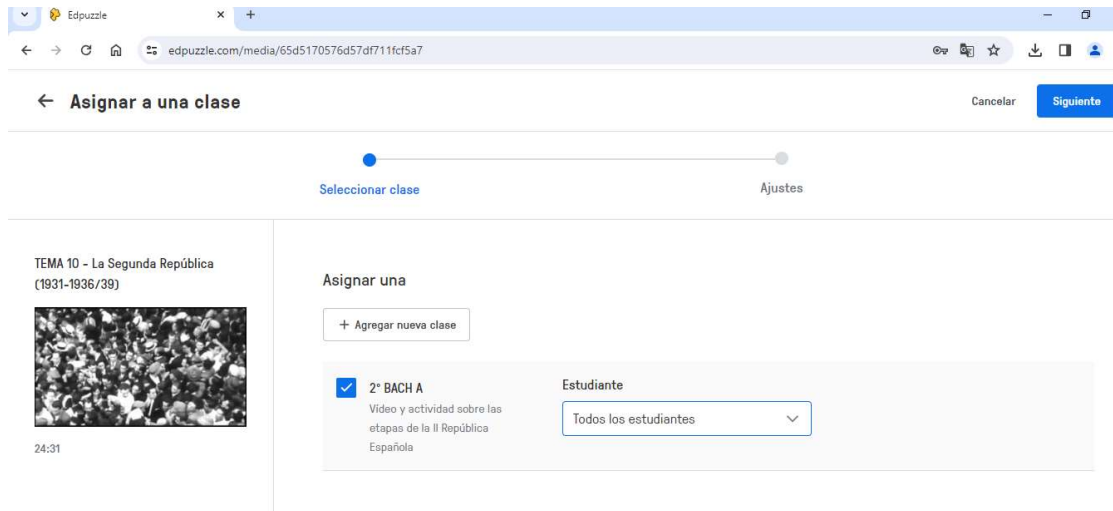 Edpuzzle
edpuzzle.com/media/65d5170576d57df711fcf5a7
Asignar a una clase
Cancelar
Siguiente
Seleccionar clase
Ajustes
TEMA 10 - La Segunda República
(1931-1936/39)
24:31
Asignar una
+ Agregar nueva clase
2º BACH A
Vídeo y actividad sobre las
etapas de la II República
Española
Estudiante
Todos los estudiantes